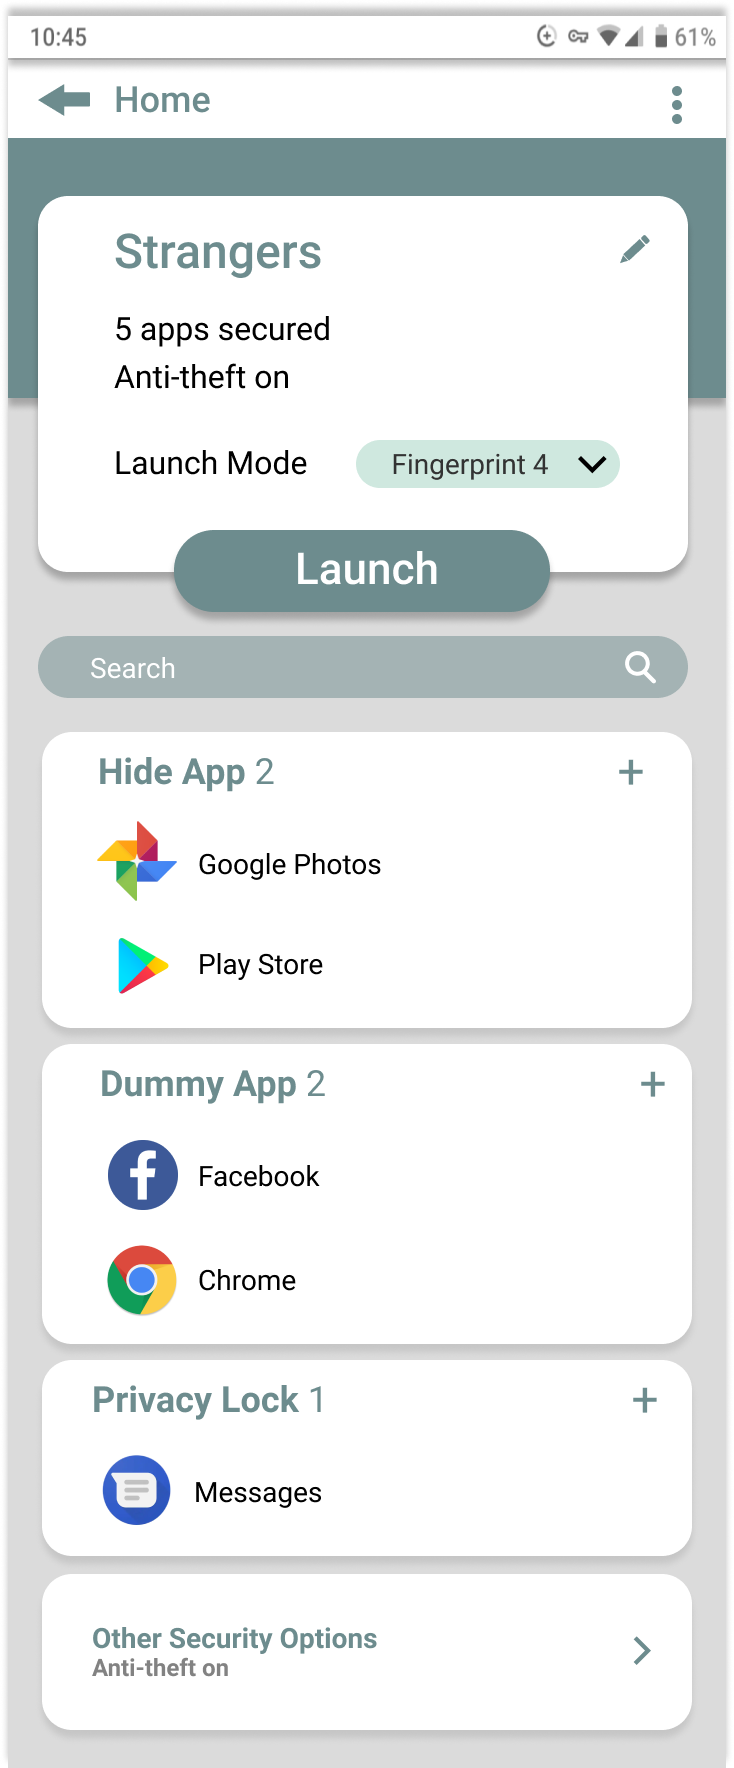 10:45 61%
Home
Strangers
5 apps secured
Anti-theft on
Launch Mode Fingerprint 4
Launch
Search
Hide App 2 +
Google Photos
Play Store
Dummy App 2 +
Facebook
Chrome
Privacy Lock 1 +
Messages
Other Security Options
Anti-theft on